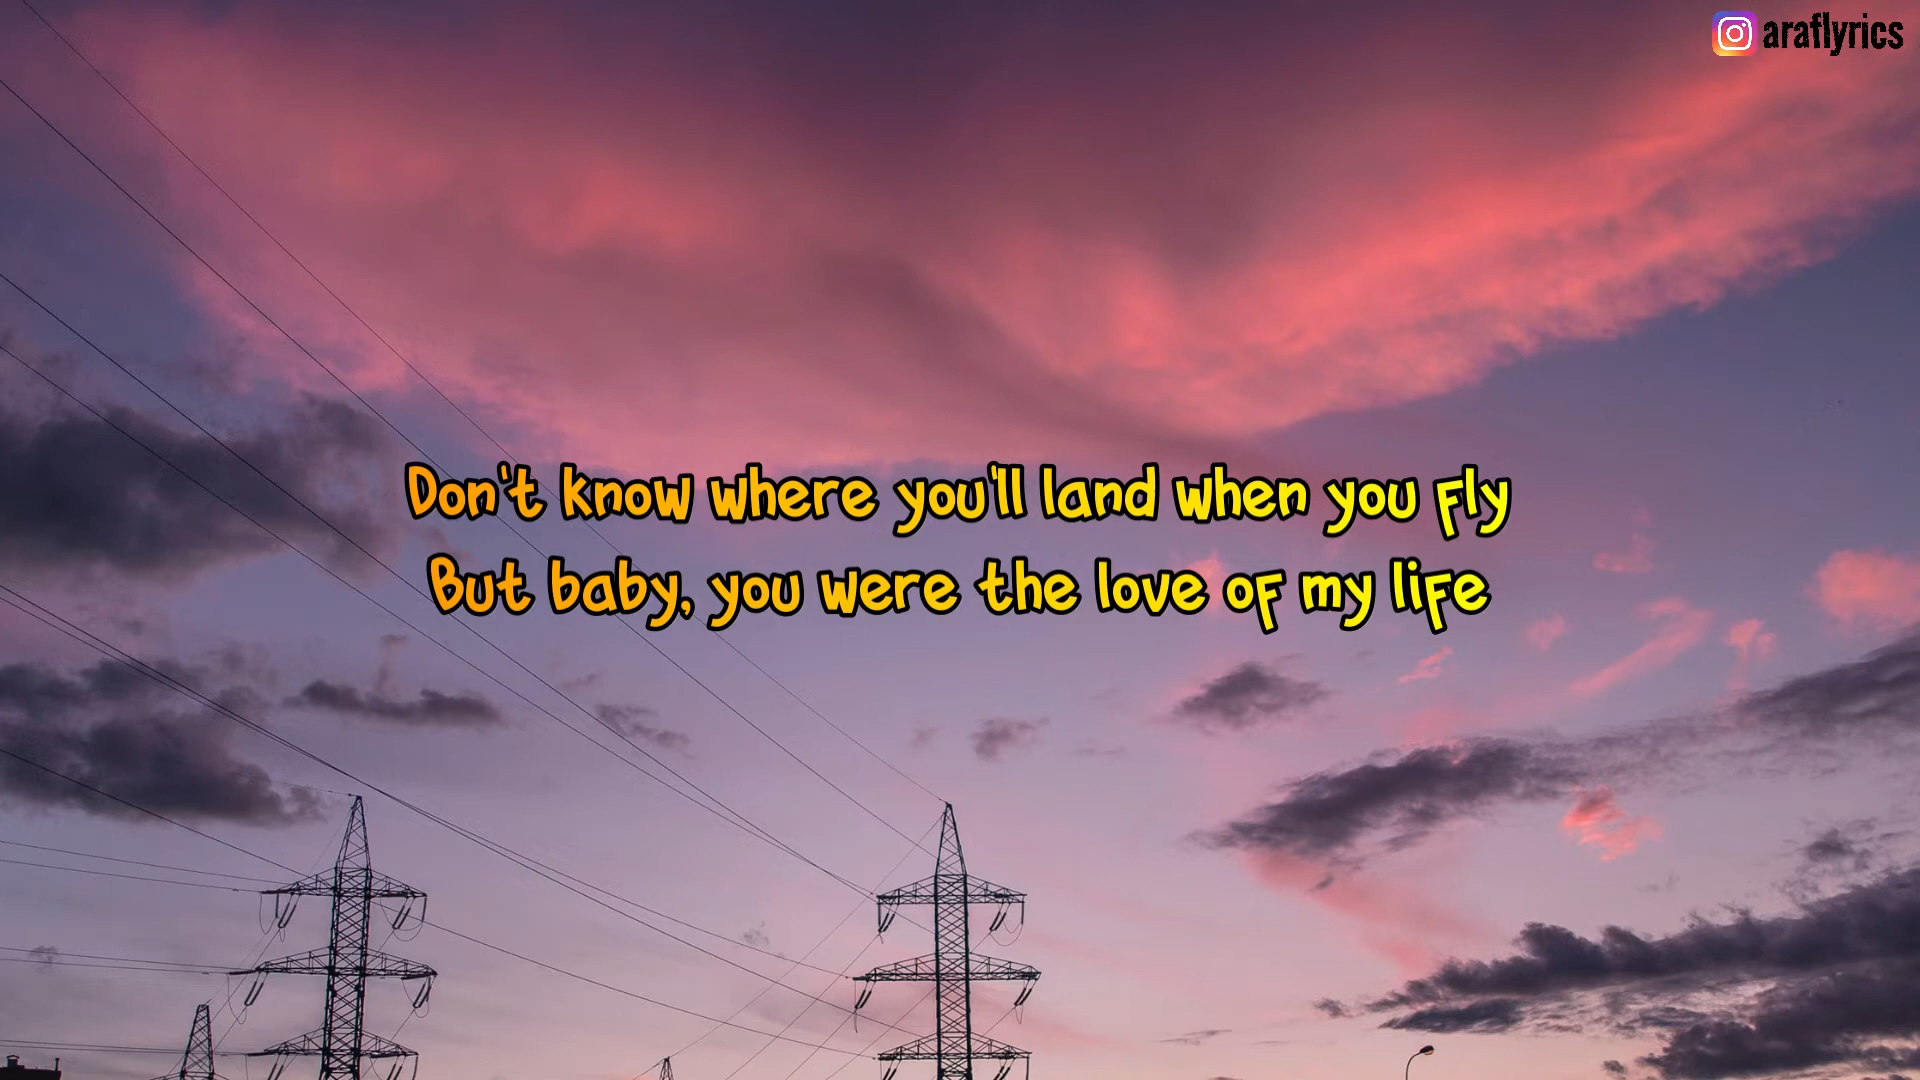 araflyrics
Don't know where you'll land when you fly
But baby, you were the love of my life